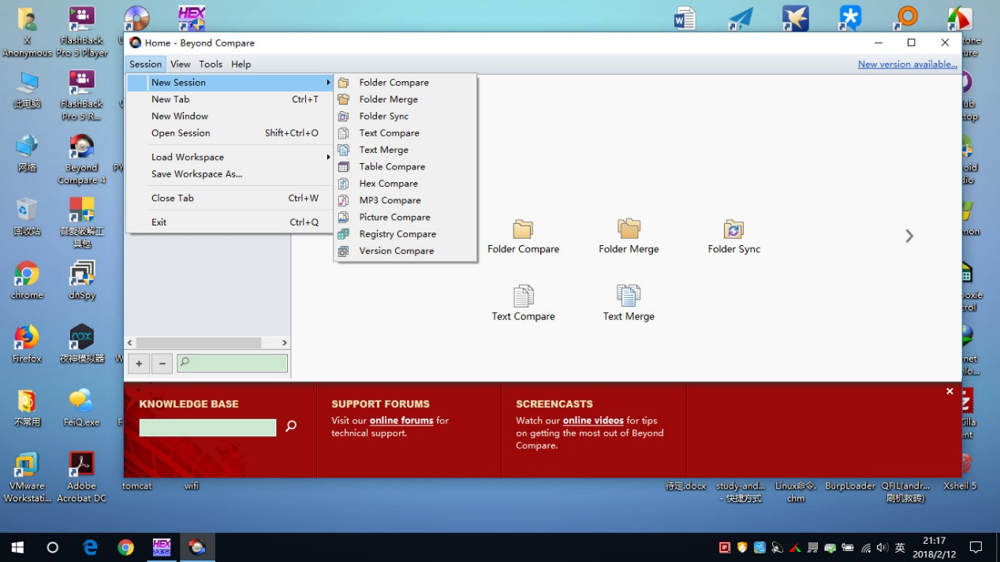 X
Anonymous
FlashBack
Pro 5 Player
HEX
Home - Beyond Compare
Session View Tools Help
New version available...
New Session
New Tab Ctrl+T
New Window
Open Session Shift+Ctrl+O
Load Workspace
Save Workspace As...
Close Tab Ctrl+W
Exit Ctrl+Q
Folder Compare
Folder Merge
Folder Sync
Text Compare
Text Merge
Table Compare
Hex Compare
MP3 Compare
Picture Compare
Registry Compare
Version Compare
Folder Compare
Folder Merge
Folder Sync
Text Compare
Text Merge
此电脑
FlashBack
Pro 5 R...
网络
Beyond
Compare 4
回收站
吾爱破解工
具包
chrome
dnSpy
Firefox
夜神模拟器
不常用
FeiQ.exe
VMware
Workstati...
Adobe
Acrobat DC
KNOWLEDGE BASE
SUPPORT FORUMS
Visit our online forums for
technical support.
SCREENCASTS
Watch our online videos for tips
on getting the most out of Beyond
Compare.
tomcat
wifi
待定.docx
study-and...
- 快捷方式
Linux命令.
chm
BurpLoader
QFIL(andr...
刷机救砖)
Xshell 5
HEX
英
21:17
2018/2/12